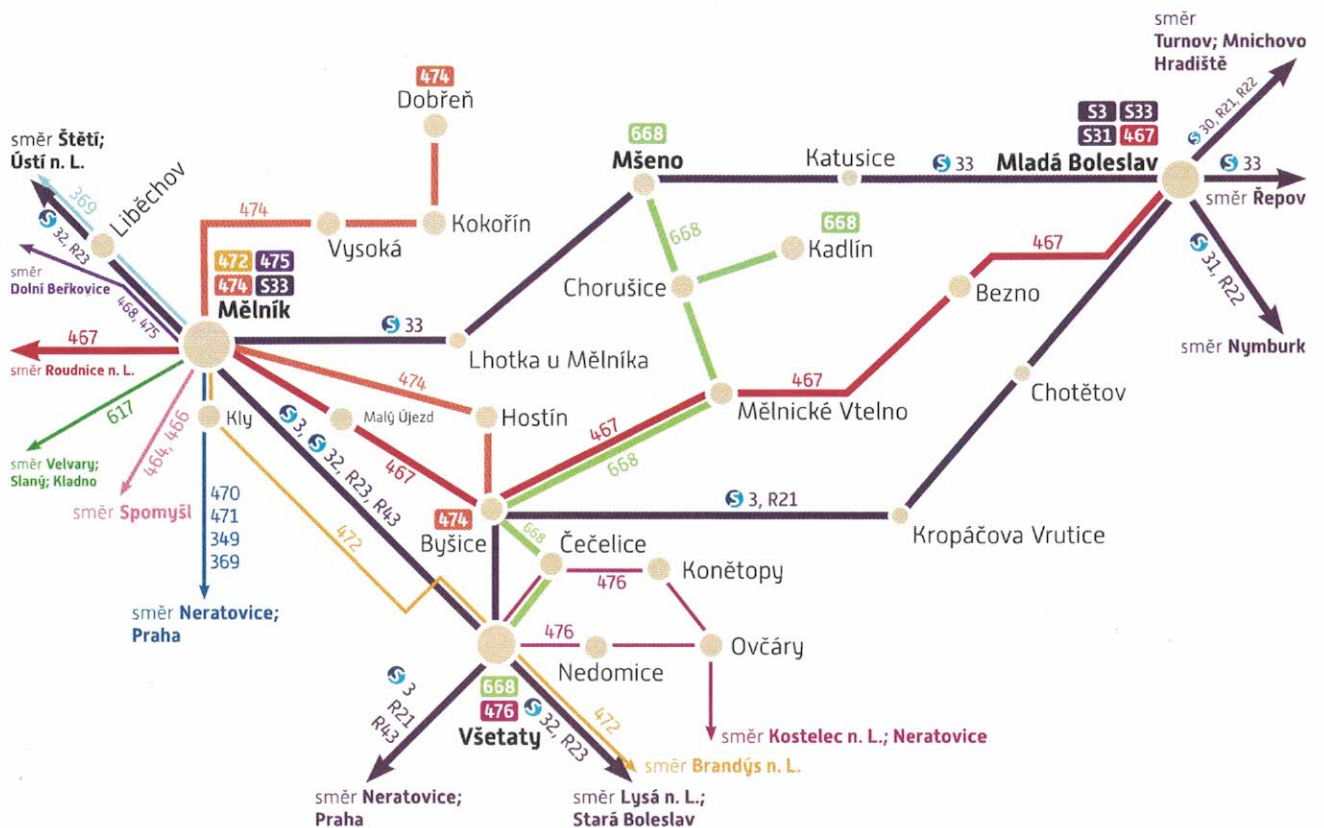 směr
Turnov; Mnichovo
Hradiště
S 30, R21, R22
474
Dobřeň
668
Mšeno
Katusice
S 33
S3 S33
S31 467
Mladá Boleslav
S 33
směr Řepov
směr Štětí;
Ústí n. L.
369
S 32, R23
Liběchov
474
Vysoká
Kokořín
668
668
Kadlín
467
S 31, R22
směr
Dolní Beřkovice
468, 475
472 475
474 S33
Mělník
Chorušice
Bezno
S 33
Lhotka u Mělníka
467
směr Roudnice n. L.
směr Nymburk
474
467
Chotětov
617
464, 466
Kly
Malý Újezd
Hostín
Mělnické Vtelno
S 3, S 32, R23, R43
467
467
668
směr Velvary;
Slaný; Kladno
směr Spomyšl
470
471
349
369
472
474
Byšice
S 3, R21
Kropáčova Vrutice
668
Čečelice
476
Konětopy
směr Neratovice;
Praha
476
Nedomice
Ovčáry
S 3
R21
R43
668
476
Všetaty
S 32, R23
472
směr Kostelec n. L.; Neratovice
směr Brandýs n. L.
směr Neratovice;
Praha
směr Lysá n. L.;
Stará Boleslav